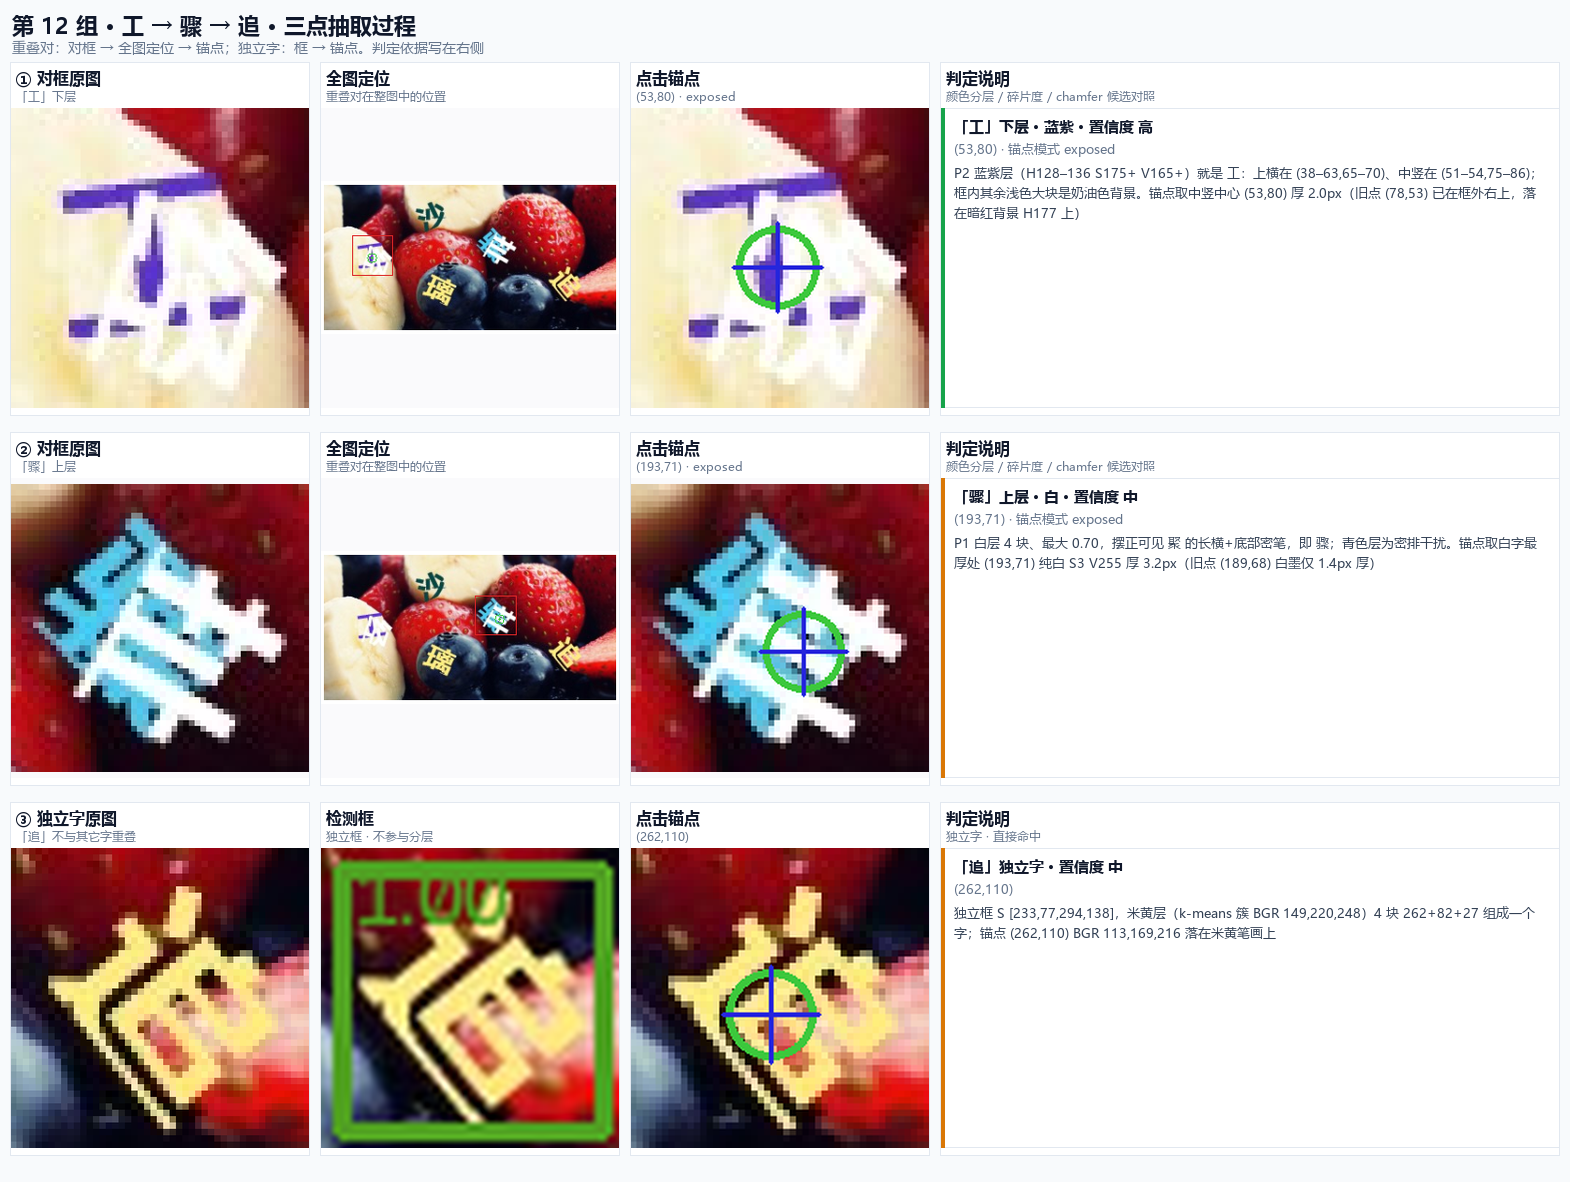 第 12 组 · 工 → 骤 → 追 · 三点抽取过程
重叠对：对框 → 全图定位 → 锚点；独立字：框 → 锚点。判定依据写在右侧
① 对框原图
「工」下层
全图定位
重叠对在整图中的位置
沙
璃
追
点击锚点
(53,80) · exposed
判定说明
颜色分层 / 碎片度 / chamfer 候选对照
「工」下层 · 蓝紫 · 置信度 高
(53,80) · 锚点模式 exposed
P2 蓝紫层（H128–136 S175+ V165+）就是 工：上横在 (38–63,65–70)、中竖在 (51–54,75–86)；
框内其余浅色大块是奶油色背景。锚点取中竖中心 (53,80) 厚 2.0px（旧点 (78,53) 已在框外右上，落
在暗红背景 H177 上）
② 对框原图
「骤」上层
全图定位
重叠对在整图中的位置
沙
璃
追
点击锚点
(193,71) · exposed
判定说明
颜色分层 / 碎片度 / chamfer 候选对照
「骤」上层 · 白 · 置信度 中
(193,71) · 锚点模式 exposed
P1 白层 4 块、最大 0.70，摆正可见 聚 的长横+底部密笔，即 骤；青色层为密排干扰。锚点取白字最
厚处 (193,71) 纯白 S3 V255 厚 3.2px（旧点 (189,68) 白墨仅 1.4px 厚）
③ 独立字原图
「追」不与其它字重叠
追
检测框
独立框 · 不参与分层
1.00
追
点击锚点
(262,110)
追
判定说明
独立字 · 直接命中
「追」独立字 · 置信度 中
(262,110)
独立框 S [233,77,294,138]，米黄层（k-means 簇 BGR 149,220,248）4 块 262+82+27 组成一个
字；锚点 (262,110) BGR 113,169,216 落在米黄笔画上